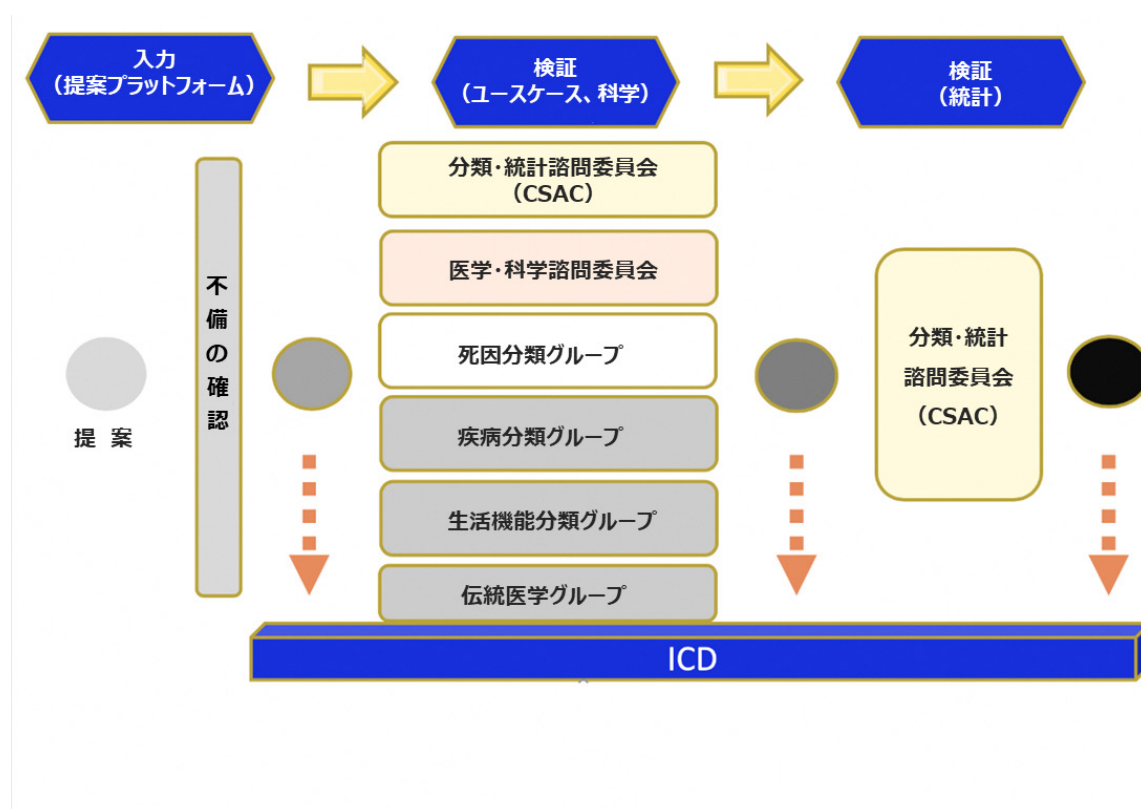 入力
（提案プラットフォーム）
検証
（ユースケース、科学）
検証
（統計）
分類・統計諮問委員会
（CSAC）
医学・科学諮問委員会
死因分類グループ
疾病分類グループ
生活機能分類グループ
伝統医学グループ
不備の確認
提 案
分類・統計
諮問委員会
（CSAC）
ICD